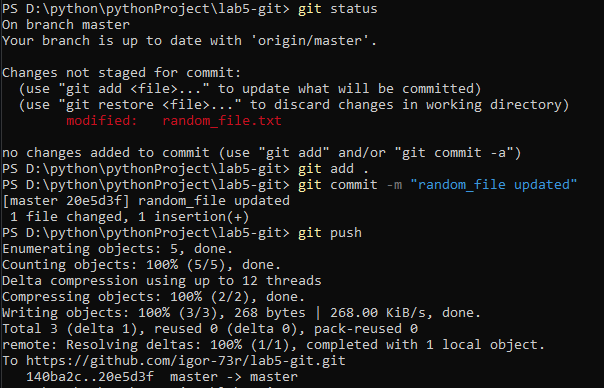 PS D:\python\pythonProject\lab5-git> git status
On branch master
Your branch is up to date with 'origin/master'.
Changes not staged for commit:
  (use "git add <file>..." to update what will be committed)
  (use "git restore <file>..." to discard changes in working directory)
        modified:   random_file.txt
no changes added to commit (use "git add" and/or "git commit -a")
PS D:\python\pythonProject\lab5-git> git add .
PS D:\python\pythonProject\lab5-git> git commit -m "random_file updated"
[master 20e5d3f] random_file updated
 1 file changed, 1 insertion(+)
PS D:\python\pythonProject\lab5-git> git push
Enumerating objects: 5, done.
Counting objects: 100% (5/5), done.
Delta compression using up to 12 threads
Compressing objects: 100% (2/2), done.
Writing objects: 100% (3/3), 268 bytes | 268.00 KiB/s, done.
Total 3 (delta 1), reused 0 (delta 0), pack-reused 0
remote: Resolving deltas: 100% (1/1), completed with 1 local object.
To https://github.com/igor-73r/lab5-git.git
   140ba2c..20e5d3f  master -> master